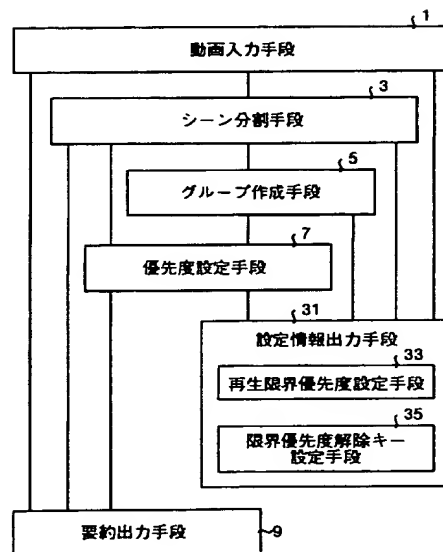 1
動画入力手段
3
シーン分割手段
5
グループ作成手段
7
優先度設定手段
31
設定情報出力手段
33
再生限界優先度設定手段
35
限界優先度解除キー
設定手段
要約出力手段
9